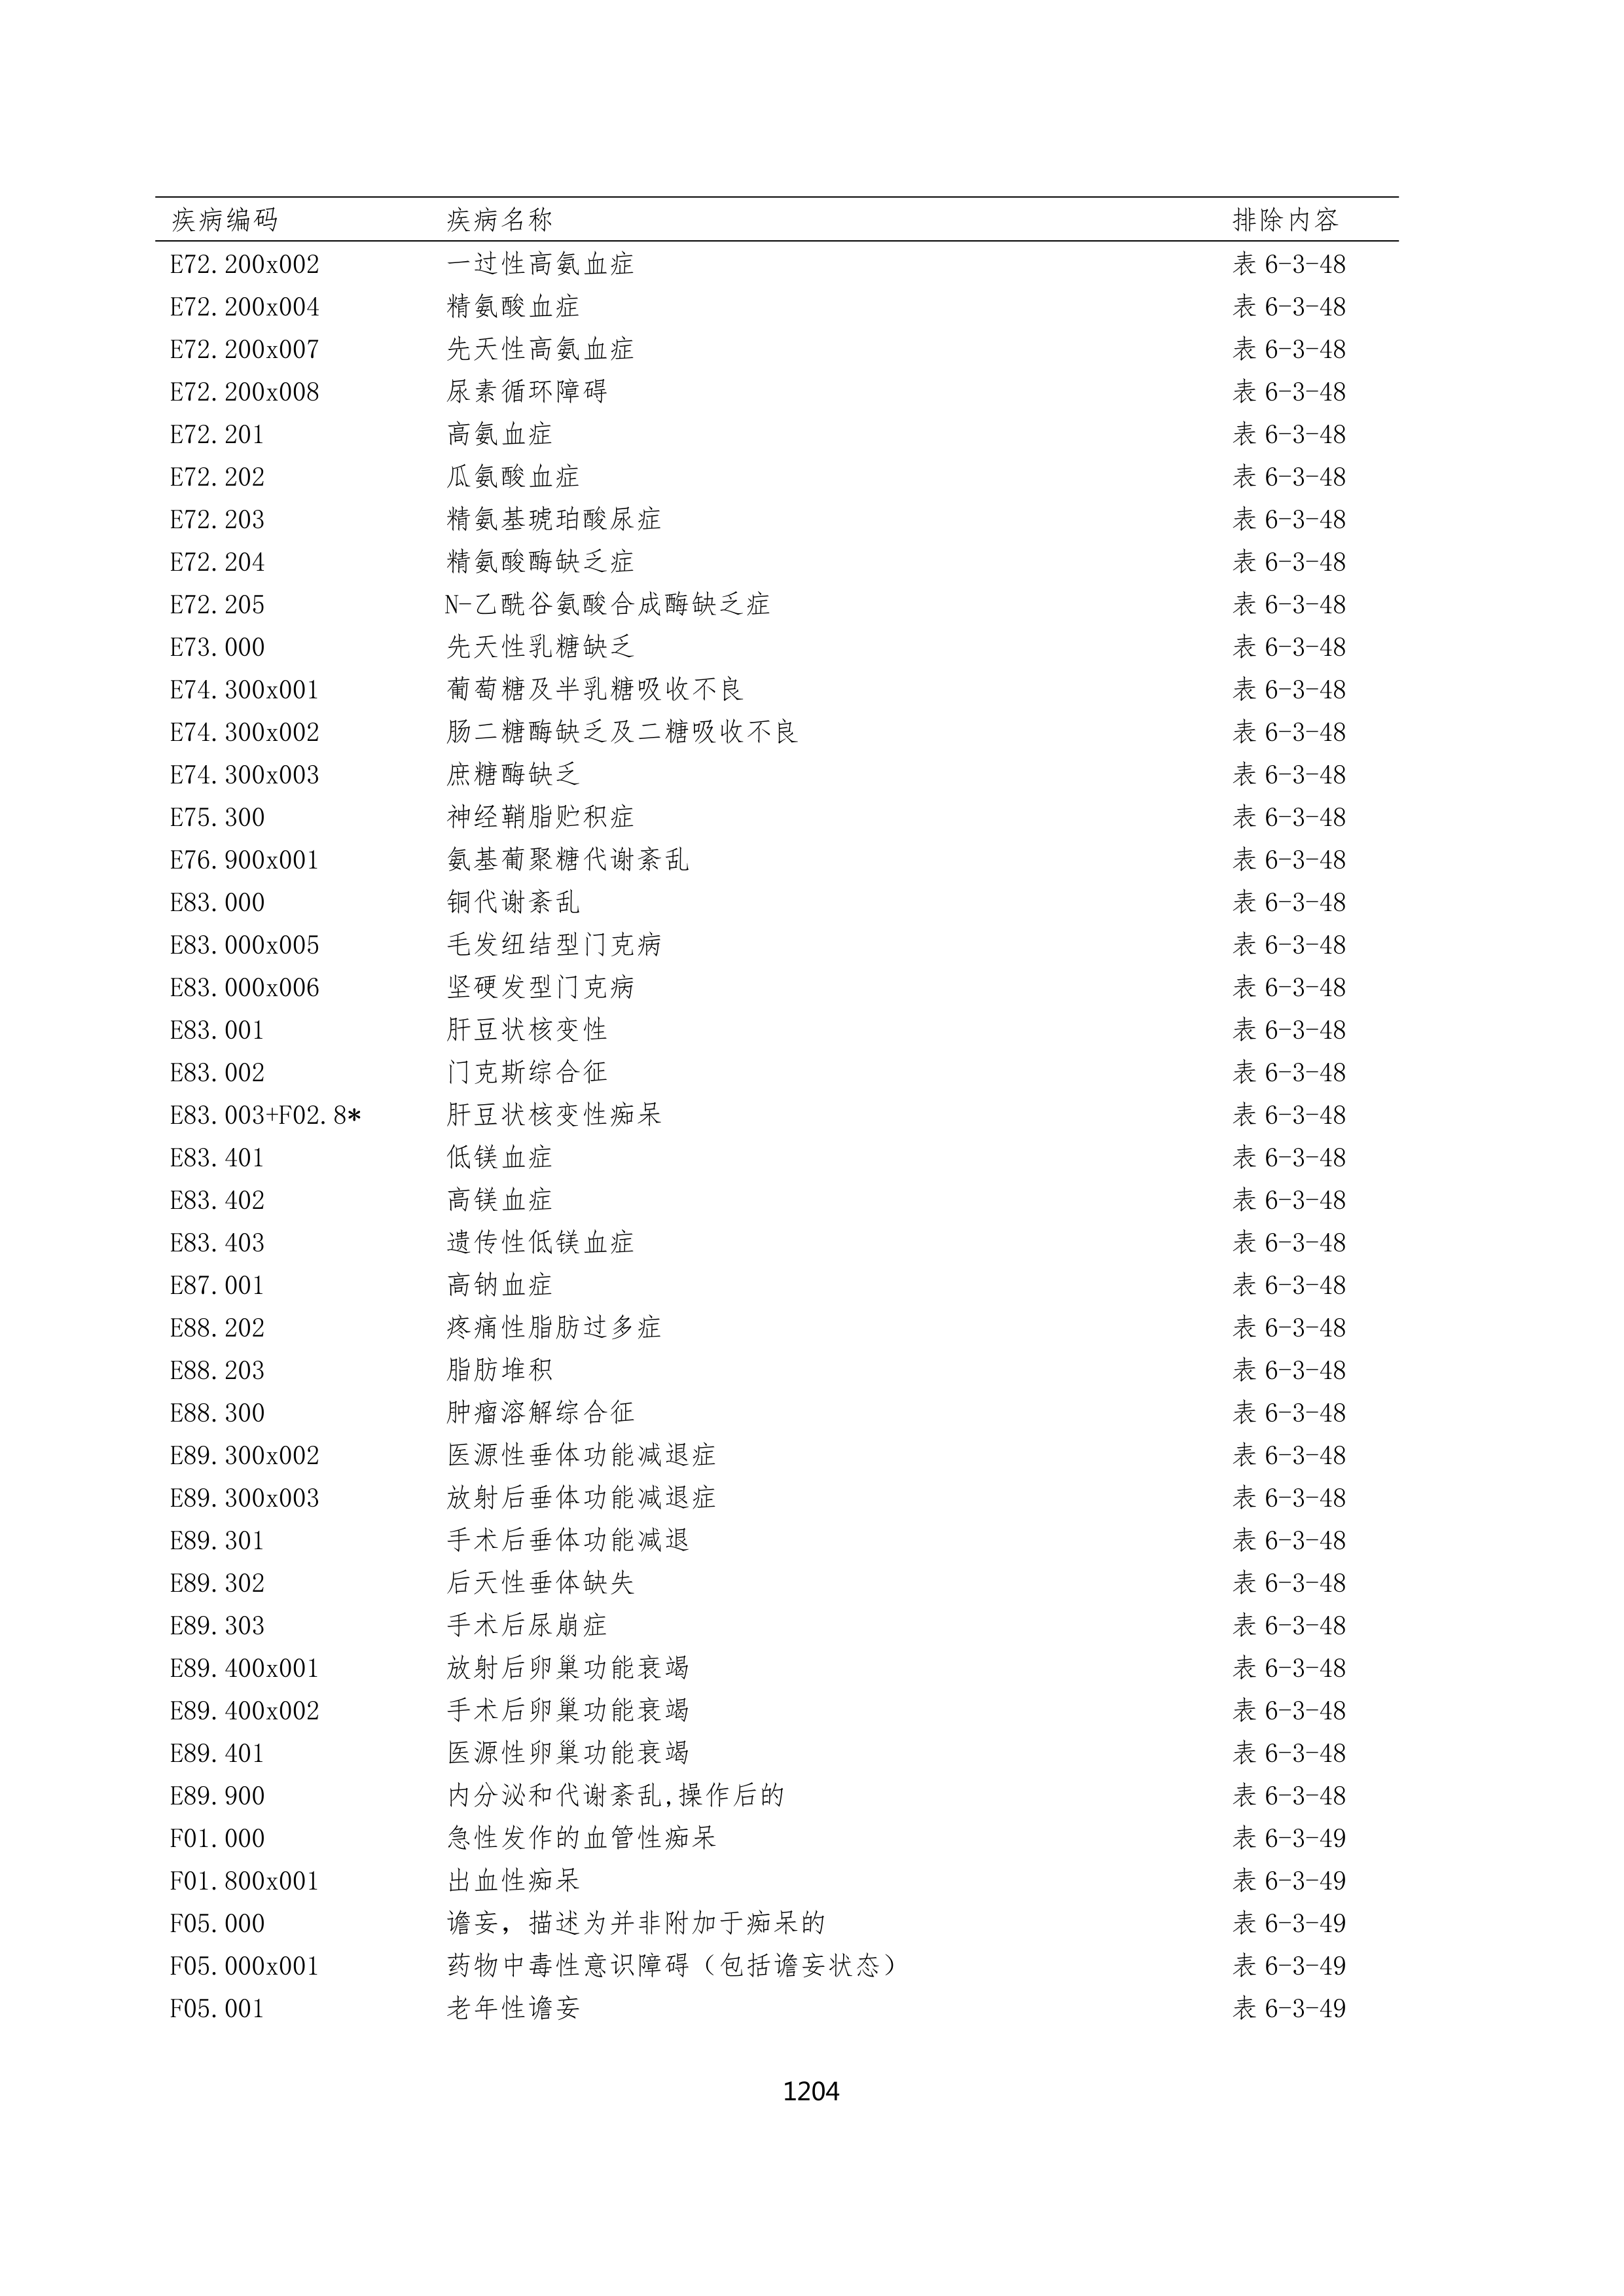 疾病编码 疾病名称 排除内容
E72.200x002 一过性高氨血症 表 6-3-48
E72.200x004 精氨酸血症 表 6-3-48
E72.200x007 先天性高氨血症 表 6-3-48
E72.200x008 尿素循环障碍 表 6-3-48
E72.201 高氨血症 表 6-3-48
E72.202 瓜氨酸血症 表 6-3-48
E72.203 精氨基琥珀酸尿症 表 6-3-48
E72.204 精氨酸酶缺乏症 表 6-3-48
E72.205 N-乙酰谷氨酸合成酶缺乏症 表 6-3-48
E73.000 先天性乳糖缺乏 表 6-3-48
E74.300x001 葡萄糖及半乳糖吸收不良 表 6-3-48
E74.300x002 肠二糖酶缺乏及二糖吸收不良 表 6-3-48
E74.300x003 庶糖酶缺乏 表 6-3-48
E75.300 神经鞘脂贮积症 表 6-3-48
E76.900x001 氨基葡聚糖代谢紊乱 表 6-3-48
E83.000 铜代谢紊乱 表 6-3-48
E83.000x005 毛发纽结型门克病 表 6-3-48
E83.000x006 坚硬发型门克病 表 6-3-48
E83.001 肝豆状核变性 表 6-3-48
E83.002 门克斯综合征 表 6-3-48
E83.003+F02.8* 肝豆状核变性痴呆 表 6-3-48
E83.401 低镁血症 表 6-3-48
E83.402 高镁血症 表 6-3-48
E83.403 遗传性低镁血症 表 6-3-48
E87.001 高钠血症 表 6-3-48
E88.202 疼痛性脂肪过多症 表 6-3-48
E88.203 脂肪堆积 表 6-3-48
E88.300 肿瘤溶解综合征 表 6-3-48
E89.300x002 医源性垂体功能减退症 表 6-3-48
E89.300x003 放射后垂体功能减退症 表 6-3-48
E89.301 手术后垂体功能减退 表 6-3-48
E89.302 后天性垂体缺失 表 6-3-48
E89.303 手术后尿崩症 表 6-3-48
E89.400x001 放射后卵巢功能衰竭 表 6-3-48
E89.400x002 手术后卵巢功能衰竭 表 6-3-48
E89.401 医源性卵巢功能衰竭 表 6-3-48
E89.900 内分泌和代谢紊乱,操作后的 表 6-3-48
F01.000 急性发作的血管性痴呆 表 6-3-49
F01.800x001 出血性痴呆 表 6-3-49
F05.000 谵妄，描述为并非附加于痴呆的 表 6-3-49
F05.000x001 药物中毒性意识障碍（包括谵妄状态） 表 6-3-49
F05.001 老年性谵妄 表 6-3-49
1204